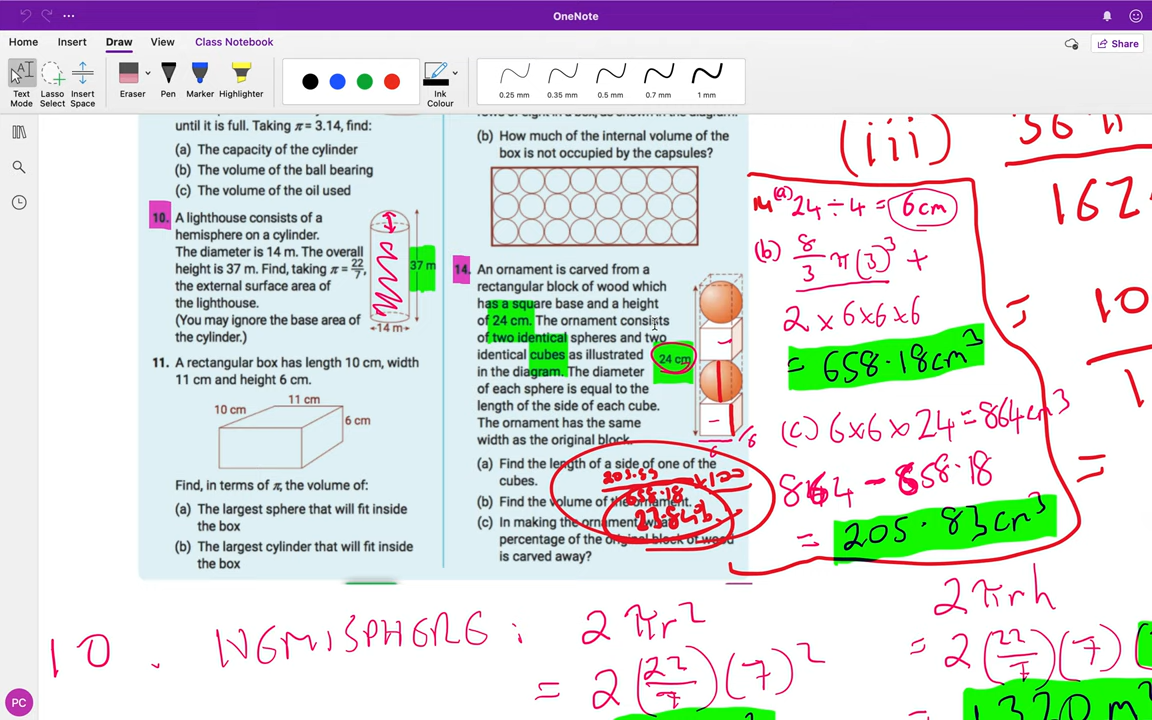 OneNote
Home Insert Draw View Class Notebook
Share
Text Mode
Lasso Select
Insert Space
Eraser
Pen
Marker
Highlighter
Ink Colour
0.25 mm 0.35 mm 0.5 mm 0.7 mm 1 mm
until it is full. Taking π = 3.14, find:
(a) The capacity of the cylinder
(b) The volume of the ball bearing
(c) The volume of the oil used
10. A lighthouse consists of a
hemisphere on a cylinder.
The diameter is 14 m. The overall
height is 37 m. Find, taking π = 22/7,
the external surface area of
the lighthouse.
(You may ignore the base area of
the cylinder.)
37 m
14 m
11. A rectangular box has length 10 cm, width
11 cm and height 6 cm.
11 cm
10 cm
6 cm
Find, in terms of π, the volume of:
(a) The largest sphere that will fit inside
the box
(b) The largest cylinder that will fit inside
the box
(b) How much of the internal volume of the
box is not occupied by the capsules?
14. An ornament is carved from a
rectangular block of wood which
has a square base and a height
of 24 cm. The ornament consists
of two identical spheres and two
identical cubes as illustrated
in the diagram. The diameter
of each sphere is equal to the
length of the side of each cube.
The ornament has the same
width as the original block.
24 cm
6
6
(a) Find the length of a side of one of the
cubes.
(b) Find the volume of the ornament.
(c) In making the ornament, what
percentage of the original block of wood
is carved away?
658.18
× 100
(iii)
(a) 24 ÷ 4 = 6cm
(b) 8/3 π(3)³ +
2 × 6×6×6
= 658.18cm³
(c) 6×6×24 = 864cm³
864 - 658.18
= 205.83cm³
=
=
36 π
162
10
1
10. HEMISPHERE : 2πr²
= 2(22/7)(7)²
2πrh
= 2(22/7)(7)
= 1320 m
PC